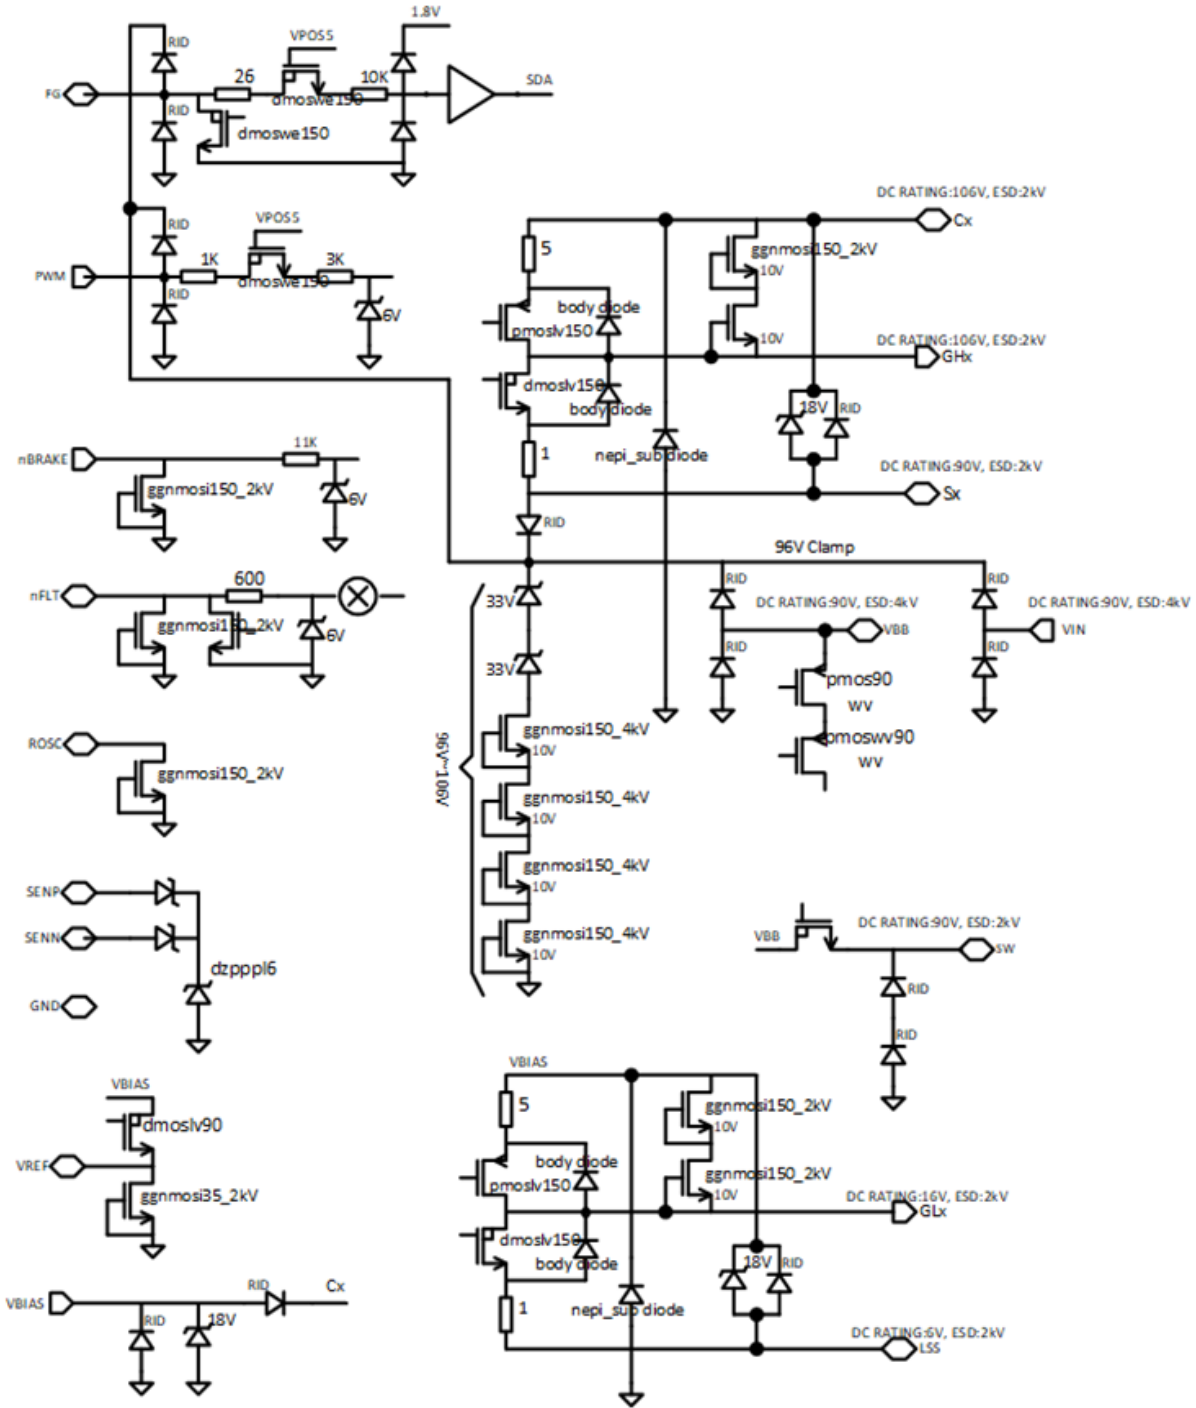 1.8V
RID
VPOS5
FG
26
10K
SDA
dmoswe150
RID
dmoswe150
RID
VPOS5
PWM
1K
3K
dmoswe150
RID
6V
DC RATING:106V, ESD:2kV
Cx
5
ggnmosi150_2kV
10V
body diode
pmoslv150
10V
DC RATING:106V, ESD:2kV
GHx
dmoslv150
body diode
18V
RID
nBRAKE
11K
1
nepi_sub diode
DC RATING:90V, ESD:2kV
Sx
ggnmosi150_2kV
6V
RID
96V Clamp
nFLT
600
ggnmosi150_2kV
6V
33V
33V
96V~106V
RID
DC RATING:90V, ESD:4kV
VBB
RID
RID
DC RATING:90V, ESD:4kV
VIN
RID
pmos90
wv
pmoswv90
wv
ROSC
ggnmosi150_2kV
ggnmosi150_4kV
10V
ggnmosi150_4kV
10V
ggnmosi150_4kV
10V
ggnmosi150_4kV
10V
SENP
SENN
dzpppl6
GND
VBB
DC RATING:90V, ESD:2kV
SW
RID
RID
VBIAS
dmoslv90
VREF
ggnmosi35_2kV
VBIAS
5
ggnmosi150_2kV
10V
body diode
pmoslv150
ggnmosi150_2kV
10V
DC RATING:16V, ESD:2kV
GLx
dmoslv150
body diode
18V
RID
VBIAS
RID
Cx
RID
18V
1
nepi_sub diode
DC RATING:6V, ESD:2kV
LSS